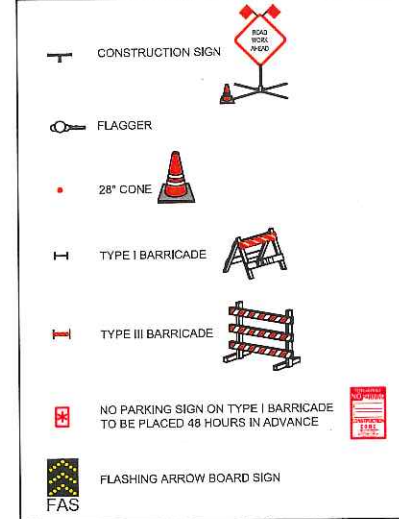 CONSTRUCTION SIGN
ROAD
WORK
AHEAD
FLAGGER
28" CONE
TYPE I BARRICADE
TYPE III BARRICADE
NO PARKING SIGN ON TYPE I BARRICADE
TO BE PLACED 48 HOURS IN ADVANCE
NO
CONSTRUCTION
ZONE
FLASHING ARROW BOARD SIGN
FAS